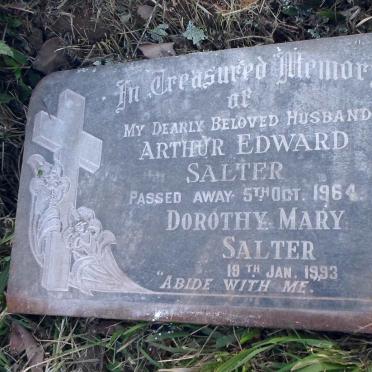 In Treasured Memory
of
MY DEARLY BELOVED HUSBAND
ARTHUR EDWARD
SALTER
PASSED AWAY 5TH OCT. 1964.
DOROTHY MARY
SALTER
19TH JAN. 1993
"ABIDE WITH ME."